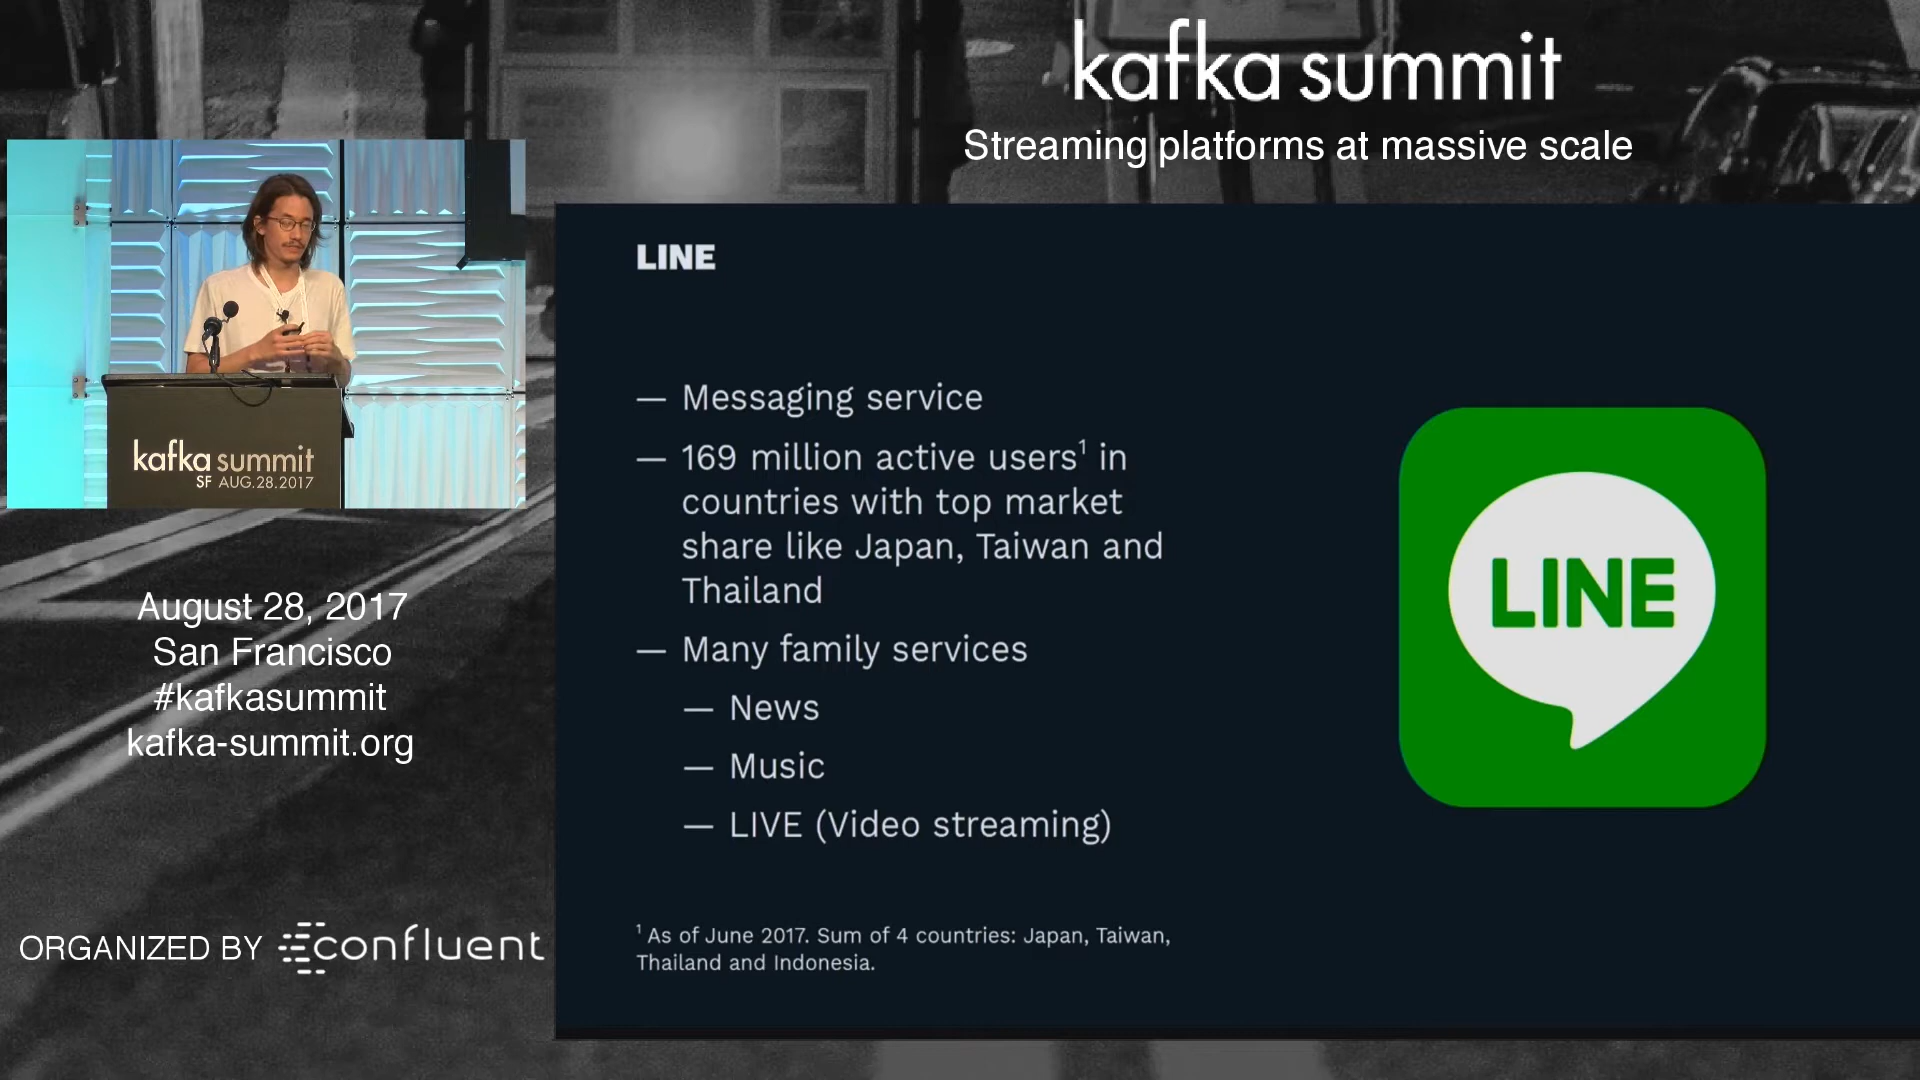 kafka summit
Streaming platforms at massive scale
kafka summit
SF AUG.28.2017
August 28, 2017
San Francisco
#kafkasummit
kafka-summit.org
ORGANIZED BY confluent
LINE
— Messaging service
— 169 million active users¹ in
countries with top market
share like Japan, Taiwan and
Thailand
— Many family services
— News
— Music
— LIVE (Video streaming)
¹ As of June 2017. Sum of 4 countries: Japan, Taiwan,
Thailand and Indonesia.
LINE